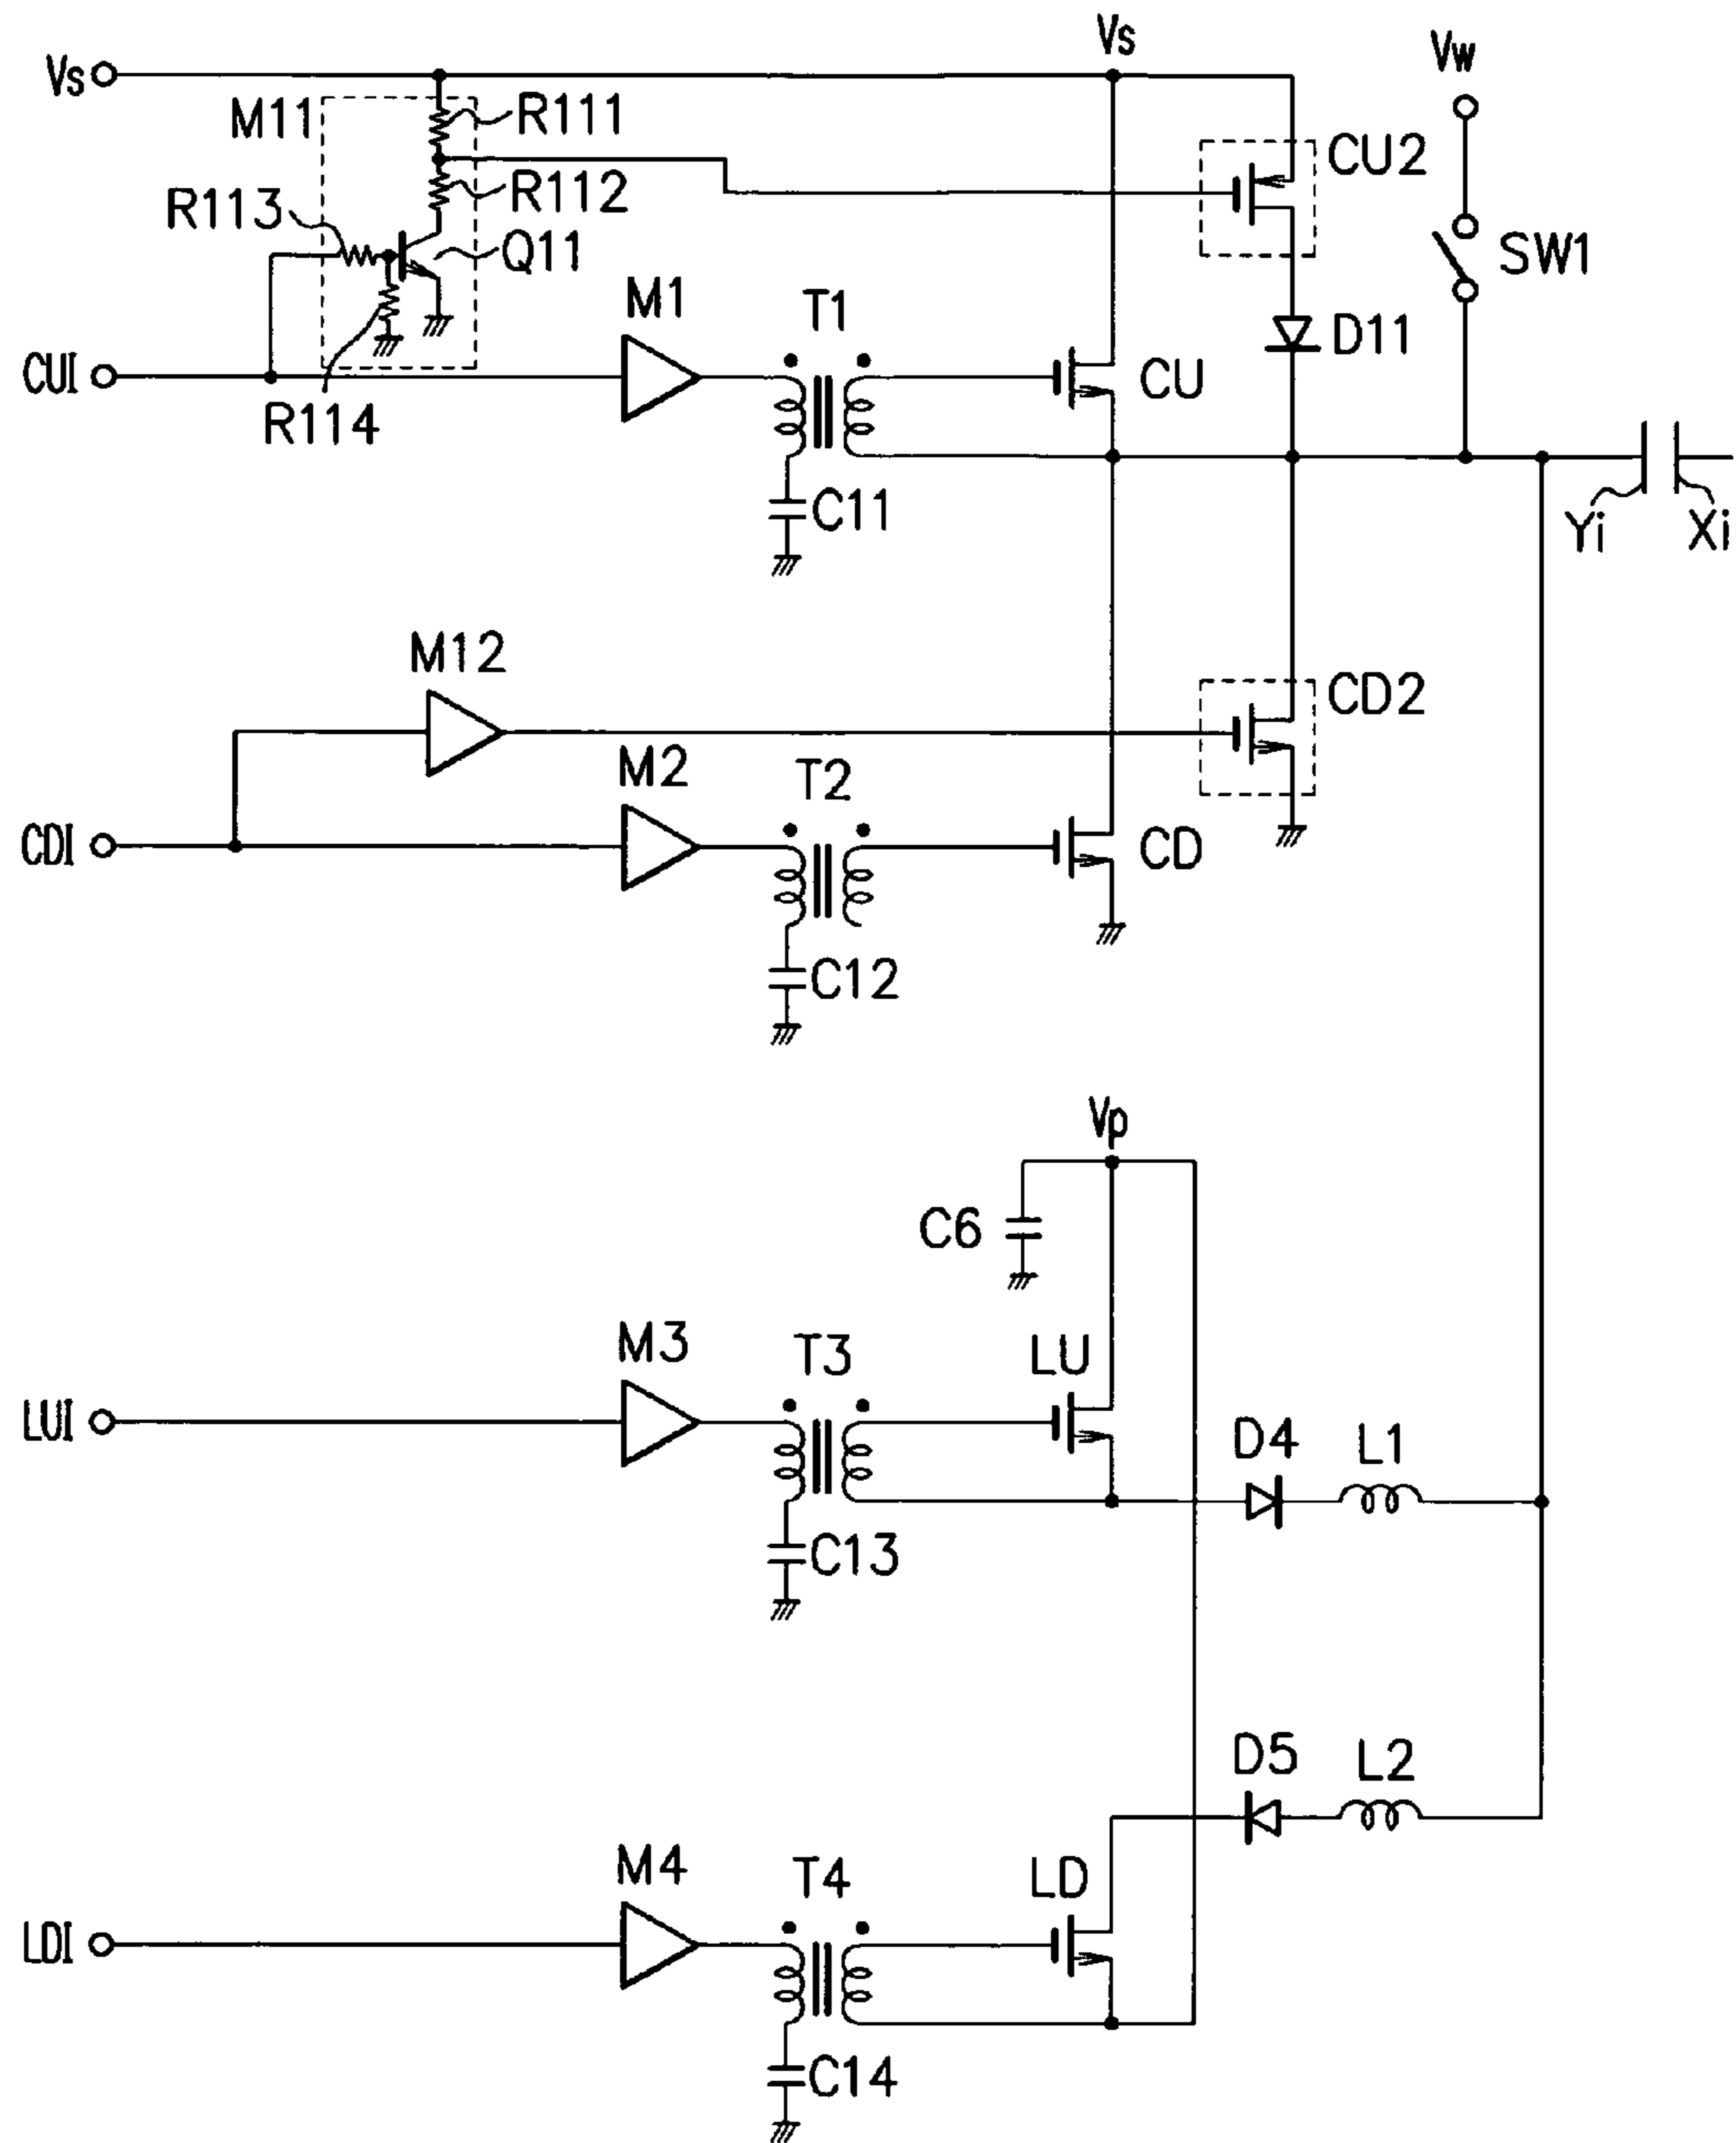 Vs
Vs
Vw
M11
R111
CU2
R112
R113
Q11
SW1
M1
T1
D11
CUI
CU
R114
C11
Yi
Xi
M12
CD2
M2
T2
CDI
CD
C12
Vp
C6
M3
T3
LU
LUI
D4
L1
C13
D5
L2
M4
T4
LD
LDI
C14